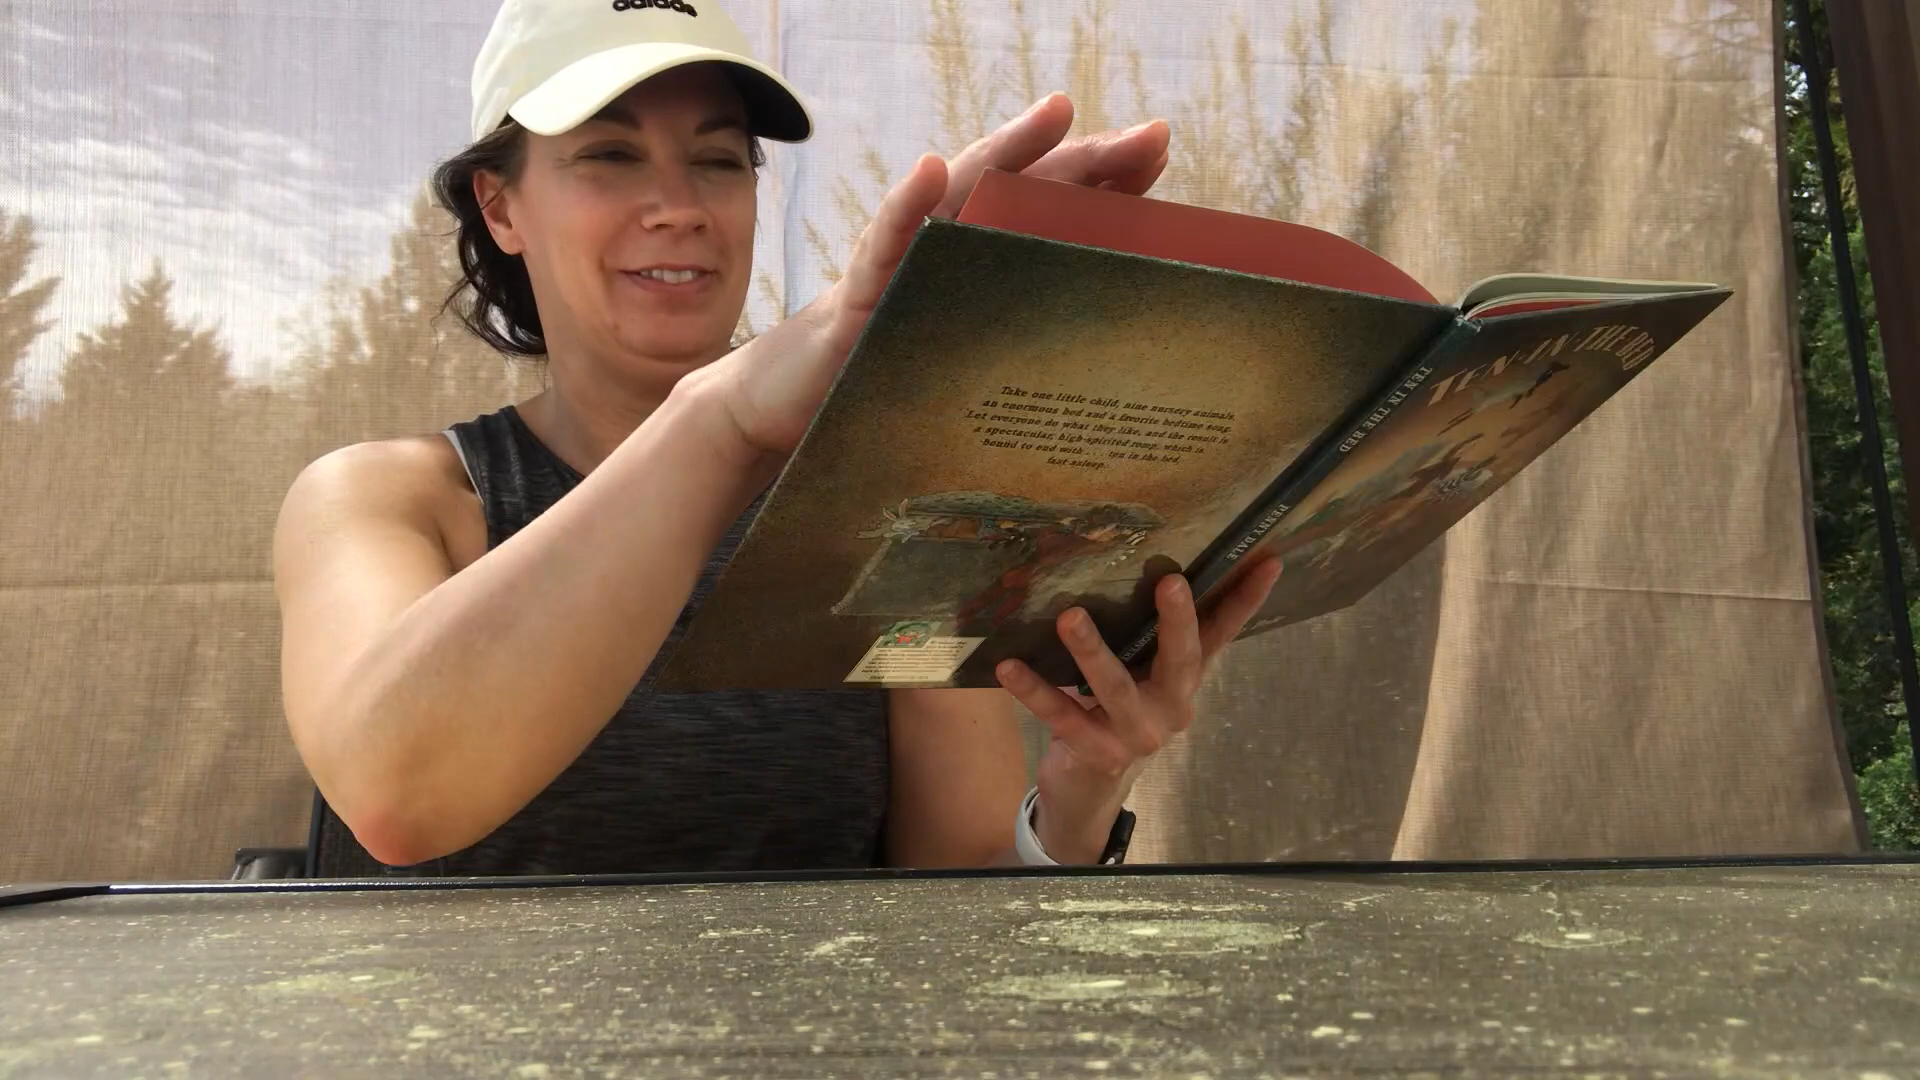 adidas
Take one little child, nine nursery animals,
an enormous bed and a favorite bedtime song.
Let everyone do what they like, and the result is
a spectacular, high-spirited romp, which is
bound to end with . . . ten in the bed,
fast asleep.
TEN IN THE BED
PENNY DALE
TEN·IN·THE·BED